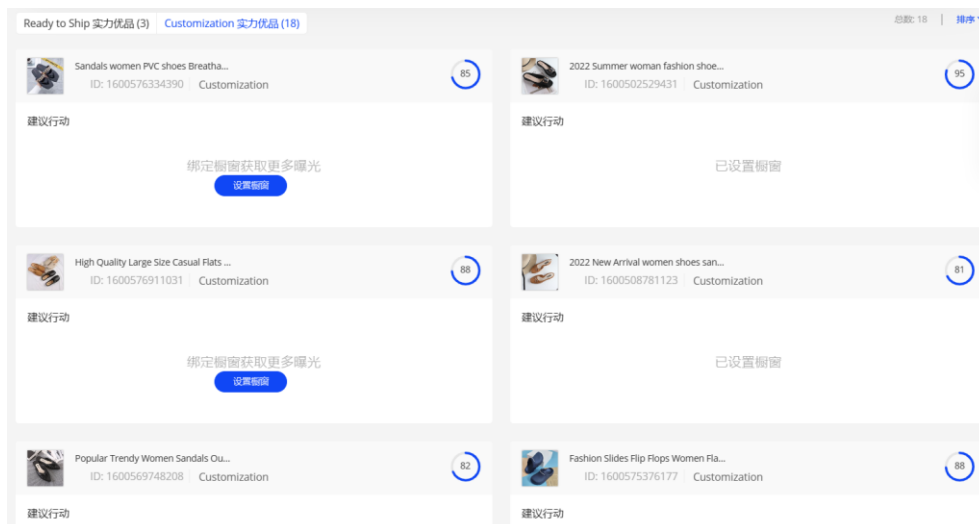 Ready to Ship 实力优品 (3) Customization 实力优品 (18) 总数: 18 | 排序
Sandals women PVC shoes Breatha...
ID: 1600576334390 Customization
85
建议行动
绑定橱窗获取更多曝光
设置橱窗
2022 Summer woman fashion shoe...
ID: 1600502529431 Customization
95
建议行动
已设置橱窗
High Quality Large Size Casual Flats ...
ID: 1600576911031 Customization
88
建议行动
绑定橱窗获取更多曝光
设置橱窗
2022 New Arrival women shoes san...
ID: 1600508781123 Customization
81
建议行动
已设置橱窗
Popular Trendy Women Sandals Ou...
ID: 1600569748208 Customization
82
建议行动
Fashion Slides Flip Flops Women Fla...
ID: 1600575376177 Customization
88
建议行动